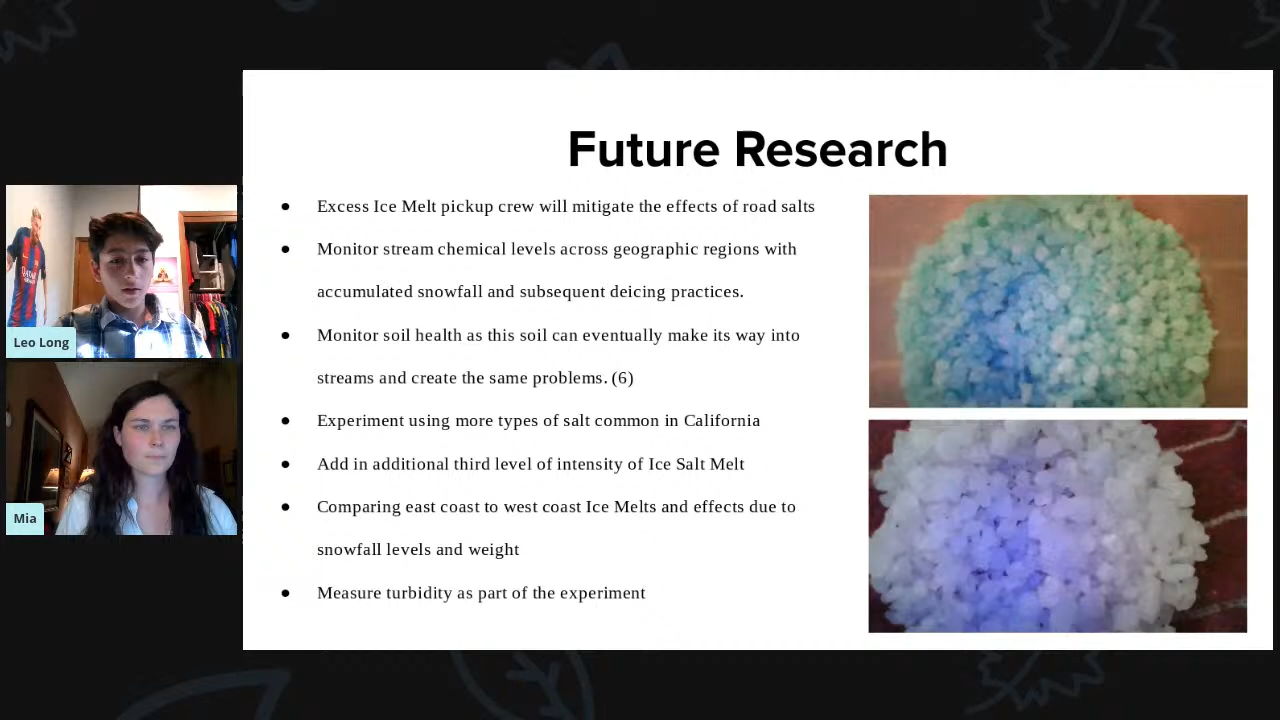 Future Research
● Excess Ice Melt pickup crew will mitigate the effects of road salts
● Monitor stream chemical levels across geographic regions with
accumulated snowfall and subsequent deicing practices.
● Monitor soil health as this soil can eventually make its way into
streams and create the same problems. (6)
● Experiment using more types of salt common in California
● Add in additional third level of intensity of Ice Salt Melt
● Comparing east coast to west coast Ice Melts and effects due to
snowfall levels and weight
● Measure turbidity as part of the experiment
Leo Long
Mia